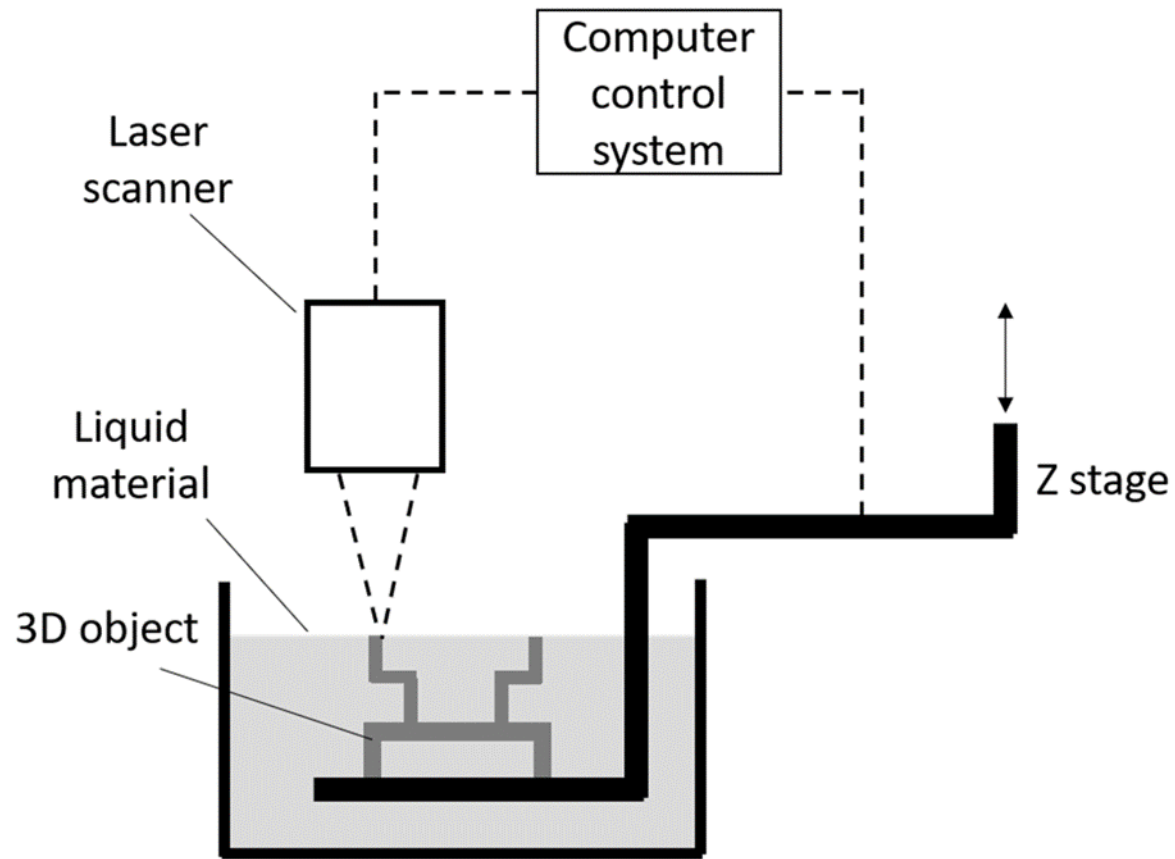 Computer
control
system
Laser
scanner
Liquid
material
Z stage
3D object